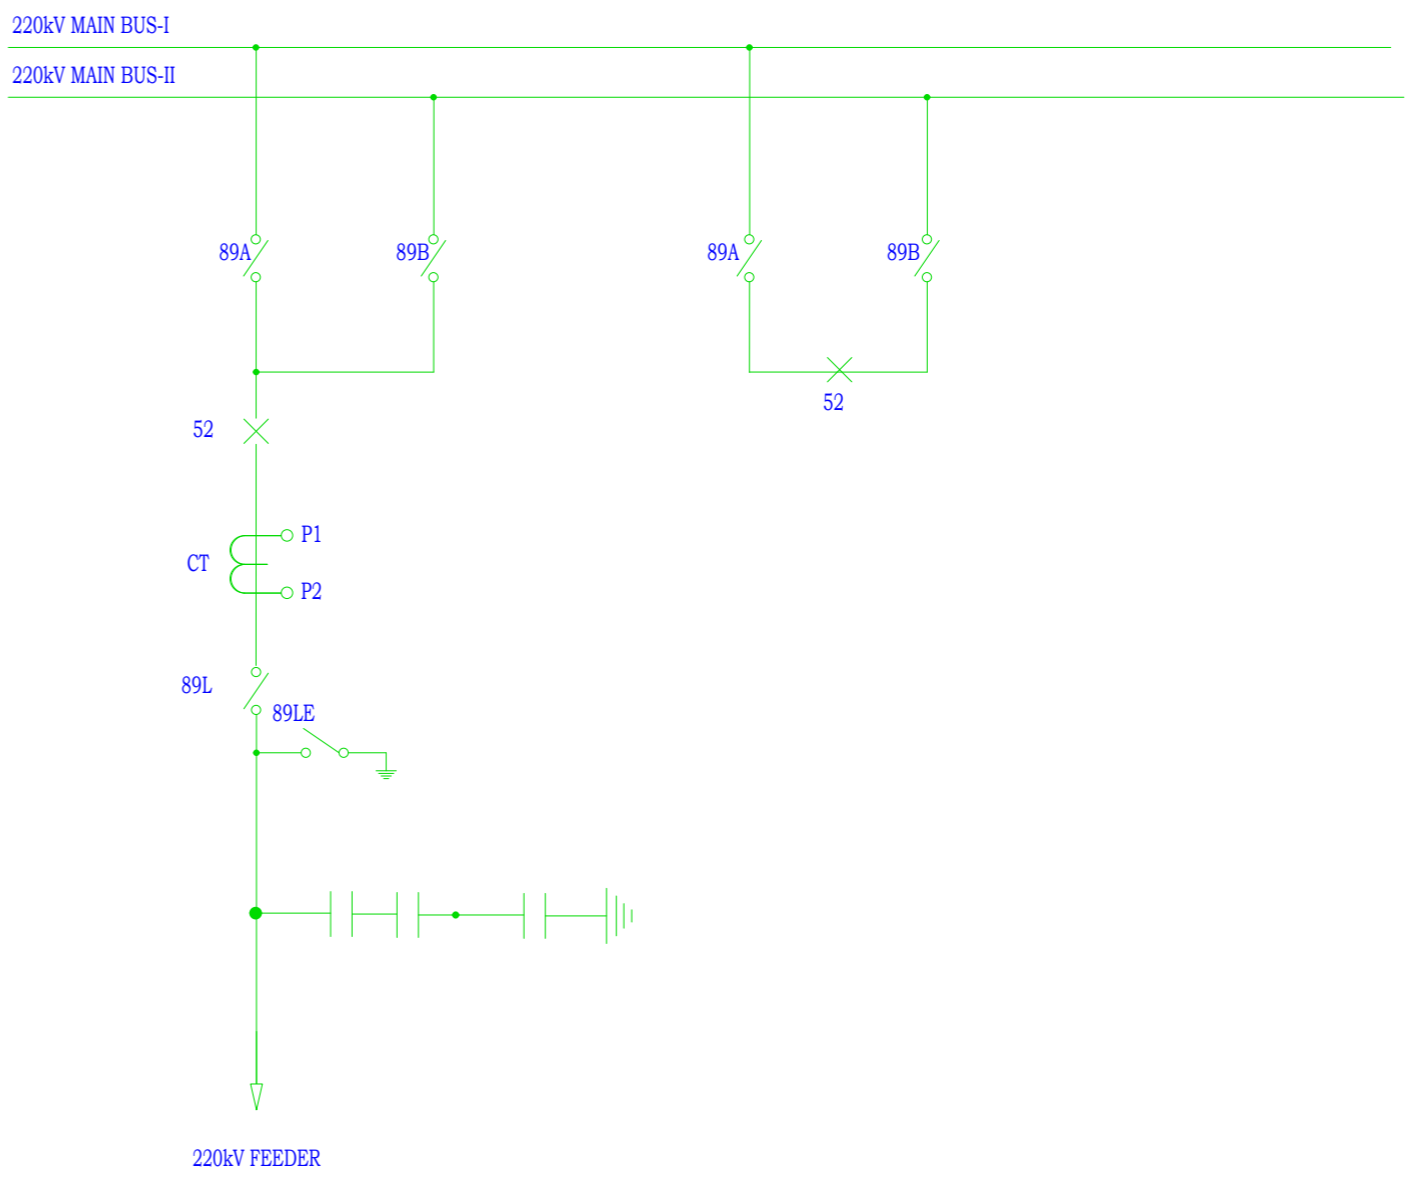 220kV MAIN BUS-I
220kV MAIN BUS-II
89A
89B
89A
89B
52
52
P1
CT
P2
89L
89LE
220kV FEEDER